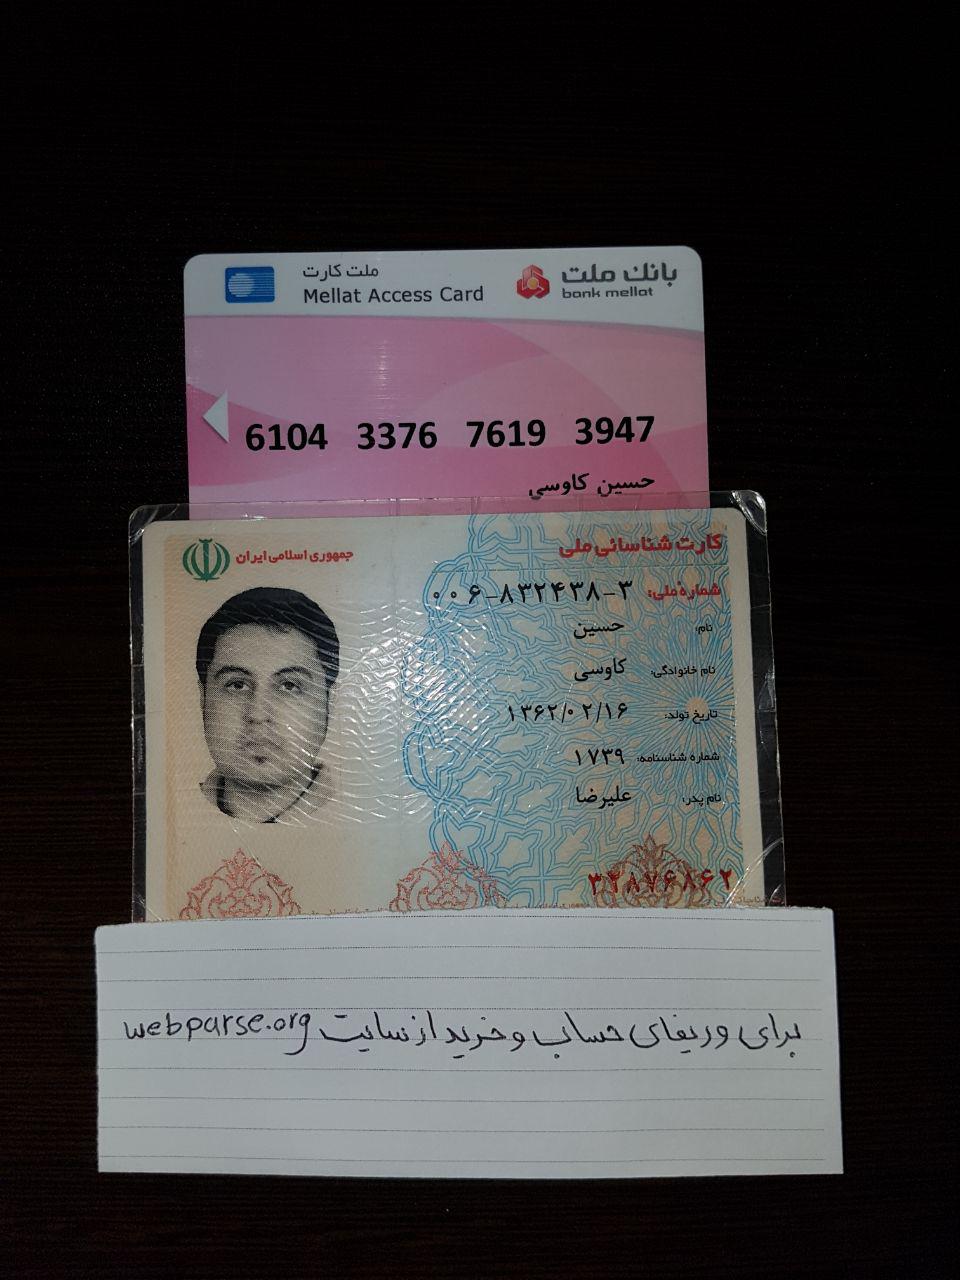 ملت کارت
بانك ملت
Mellat Access Card
bank mellat
6104 3376 7619 3947
حسین کاوسی
کارت شناسائی ملی
جمهوری اسلامی ایران
شماره ملی: ۰۰۶-۸۳۲۴۳۸-۳
نام: حسین
نام خانوادگی: کاوسی
تاریخ تولد: ۱۳۶۲/۰۲/۱۶
شماره شناسنامه: ۱۷۳۹
نام پدر: علیرضا
برای وریفای حساب و خرید از سایت webparse.org